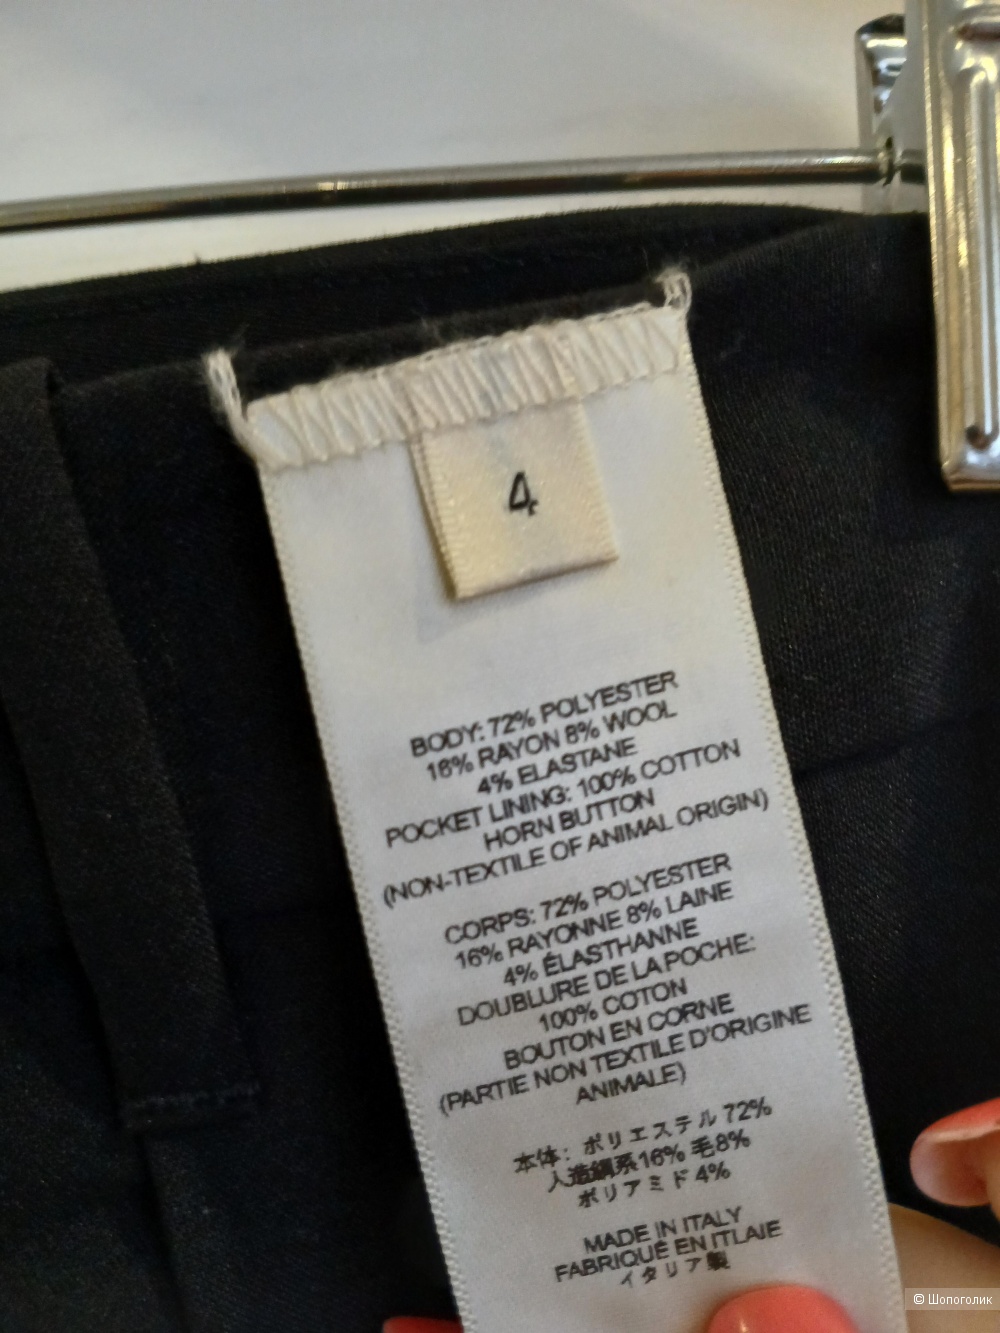 4
BODY: 72% POLYESTER
16% RAYON 8% WOOL
4% ELASTANE
POCKET LINING: 100% COTTON
HORN BUTTON
(NON-TEXTILE OF ANIMAL ORIGIN)
CORPS: 72% POLYESTER
16% RAYONNE 8% LAINE
4% ÉLASTHANNE
DOUBLURE DE LA POCHE:
100% COTON
BOUTON EN CORNE
(PARTIE NON TEXTILE D'ORIGINE
ANIMALE)
本体: ポリエステル 72%
人造絹系16% 毛8%
ポリアミド 4%
MADE IN ITALY
FABRIQUÉ EN ITLAIE
イタリア製
© Шопоголик